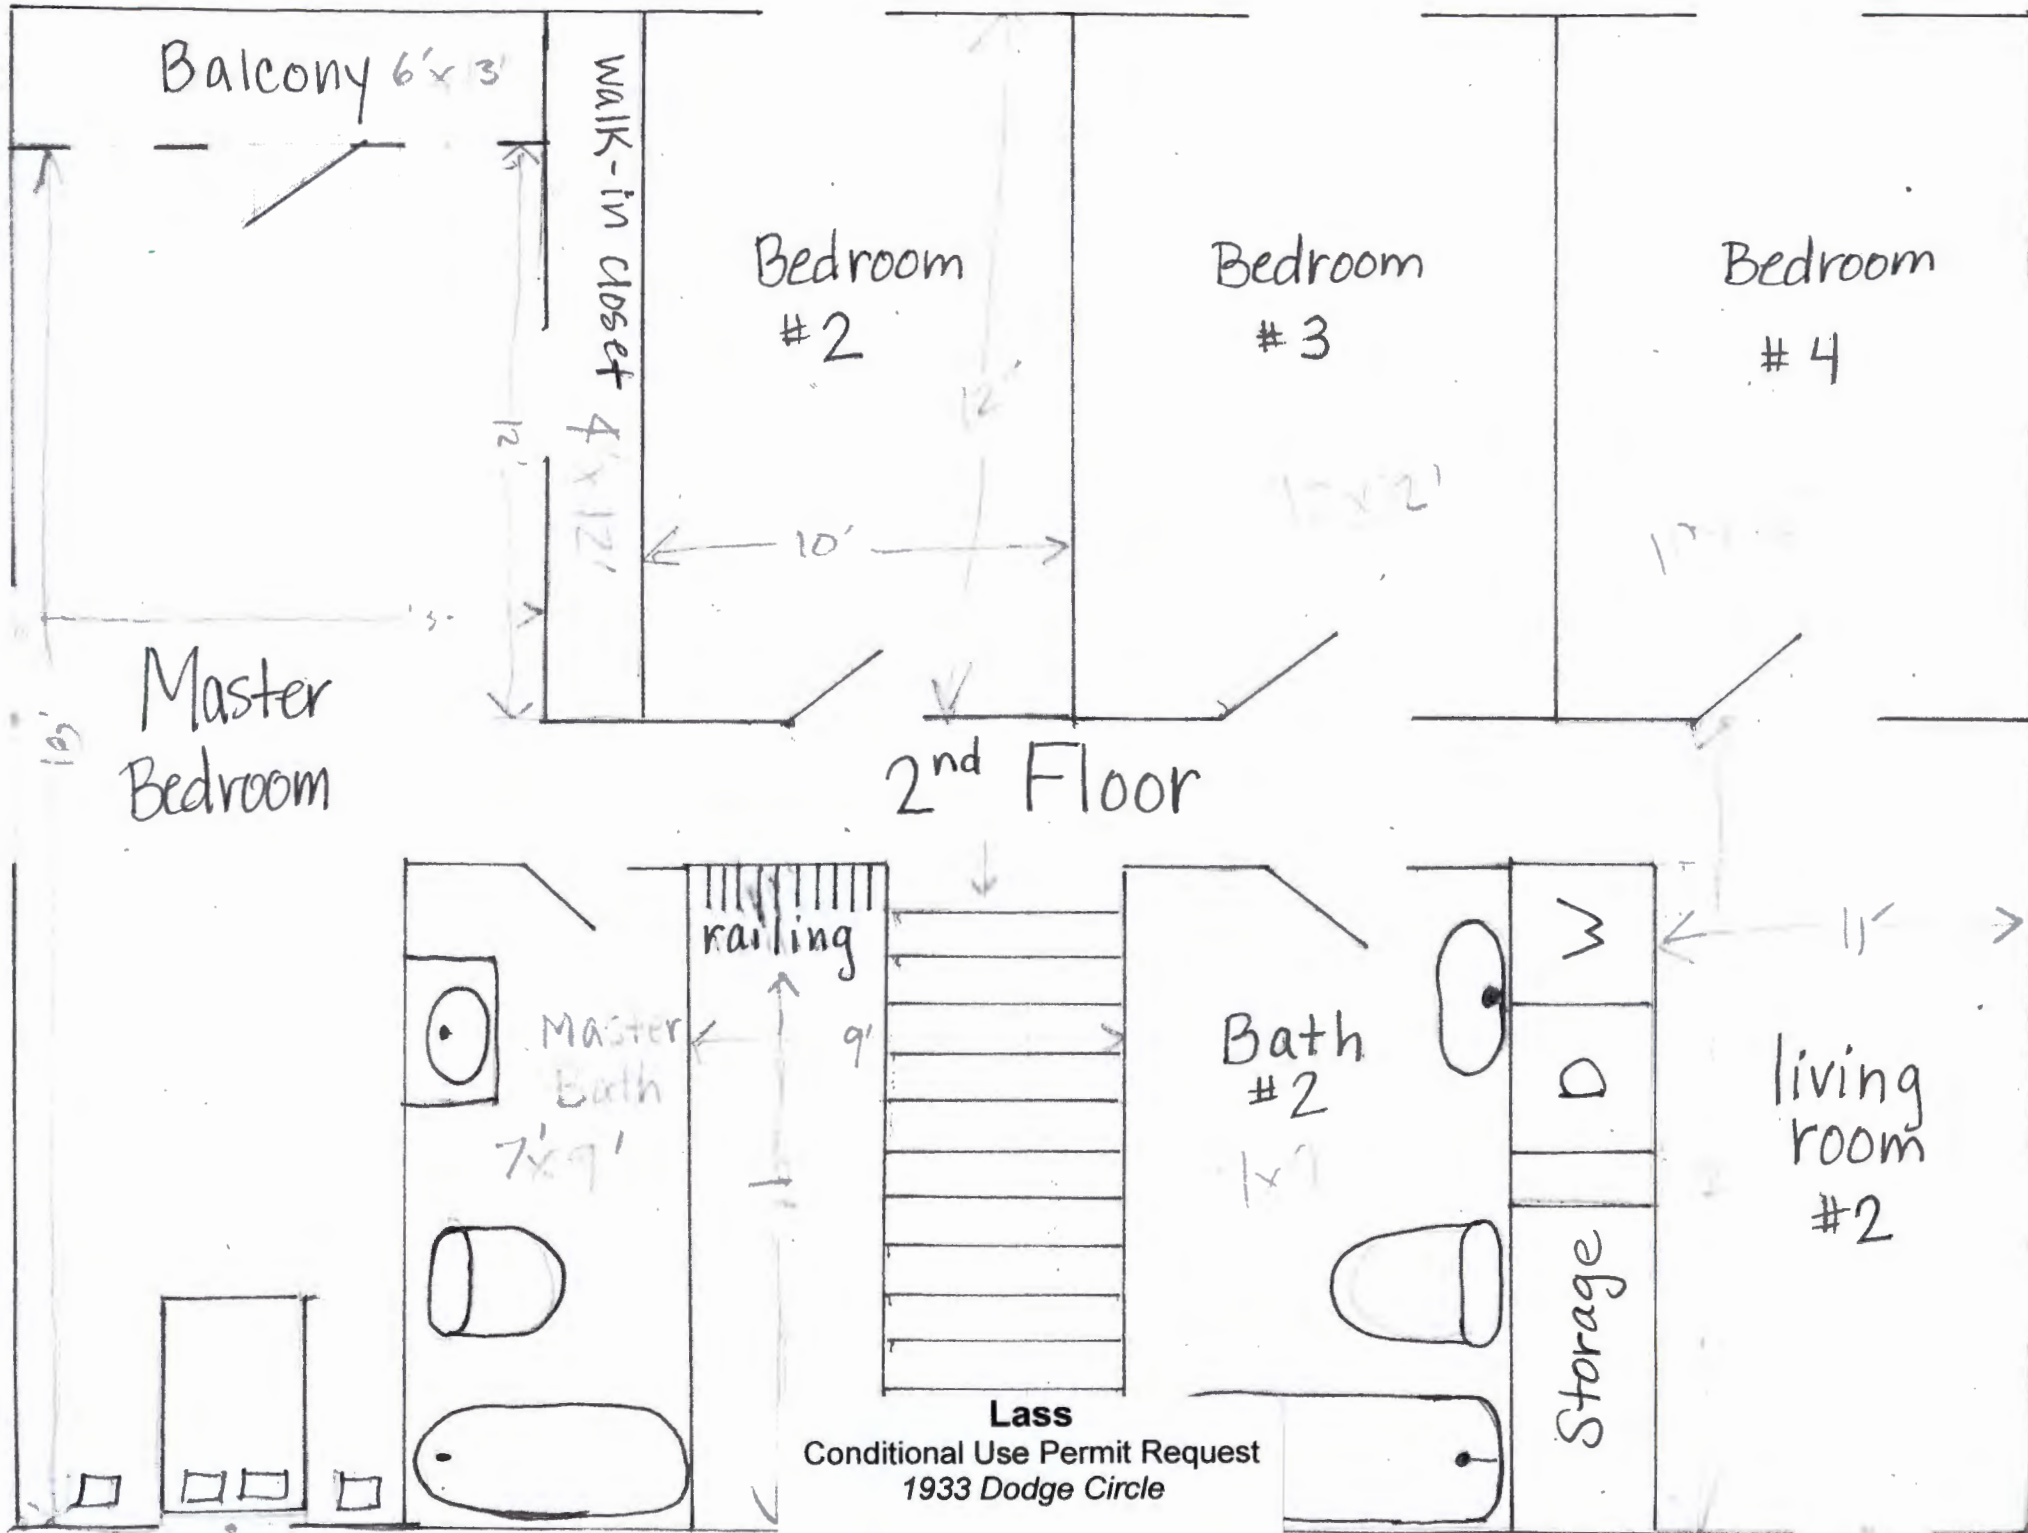 Balcony 6'x 13'
walk-in closet 4'x12'
Bedroom
#2
Bedroom
#3
Bedroom
#4
12'
12'
10'
Master
Bedroom
2nd Floor
railing
9'
Master
Bath
7'x9'
Bath
#2
W
D
Storage
11'
living
room
#2
Lass
Conditional Use Permit Request
1933 Dodge Circle